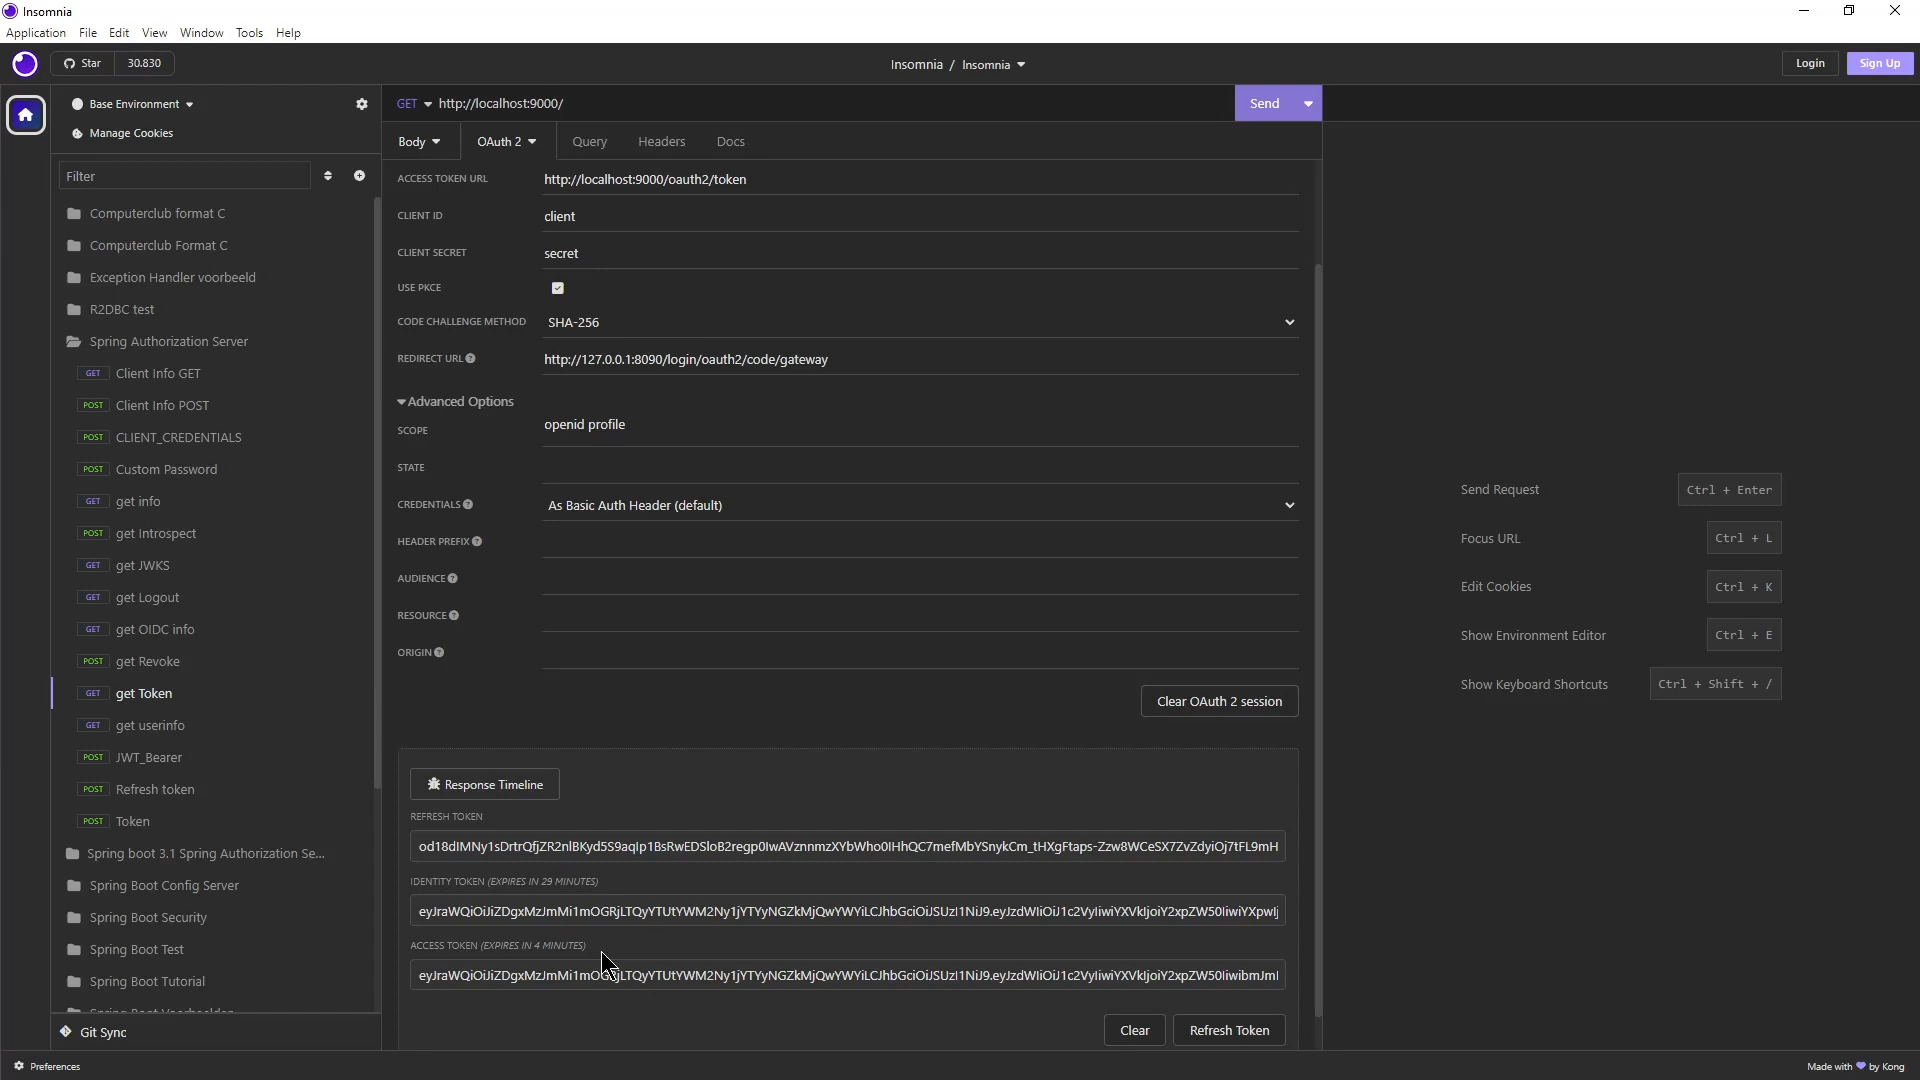 Insomnia
Application File Edit View Window Tools Help
Star 30.830
Insomnia / Insomnia
Login Sign Up
Base Environment
Manage Cookies
Filter
Computerclub format C
Computerclub Format C
Exception Handler voorbeeld
R2DBC test
Spring Authorization Server
GET Client Info GET
POST Client Info POST
POST CLIENT_CREDENTIALS
POST Custom Password
GET get info
POST get Introspect
GET get JWKS
GET get Logout
GET get OIDC info
POST get Revoke
GET get Token
GET get userinfo
POST JWT_Bearer
POST Refresh token
POST Token
Spring boot 3.1 Spring Authorization Se...
Spring Boot Config Server
Spring Boot Security
Spring Boot Test
Spring Boot Tutorial
Git Sync
Preferences
GET http://localhost:9000/ Send
Body OAuth 2 Query Headers Docs
ACCESS TOKEN URL http://localhost:9000/oauth2/token
CLIENT ID client
CLIENT SECRET secret
USE PKCE
CODE CHALLENGE METHOD SHA-256
REDIRECT URL http://127.0.0.1:8090/login/oauth2/code/gateway
Advanced Options
SCOPE openid profile
STATE
CREDENTIALS As Basic Auth Header (default)
HEADER PREFIX
AUDIENCE
RESOURCE
ORIGIN
Clear OAuth 2 session
Response Timeline
REFRESH TOKEN
IDENTITY TOKEN (EXPIRES IN 29 MINUTES)
ACCESS TOKEN (EXPIRES IN 4 MINUTES)
Clear Refresh Token
Send Request Ctrl + Enter
Focus URL Ctrl + L
Edit Cookies Ctrl + K
Show Environment Editor Ctrl + E
Show Keyboard Shortcuts Ctrl + Shift + /
Made with by Kong